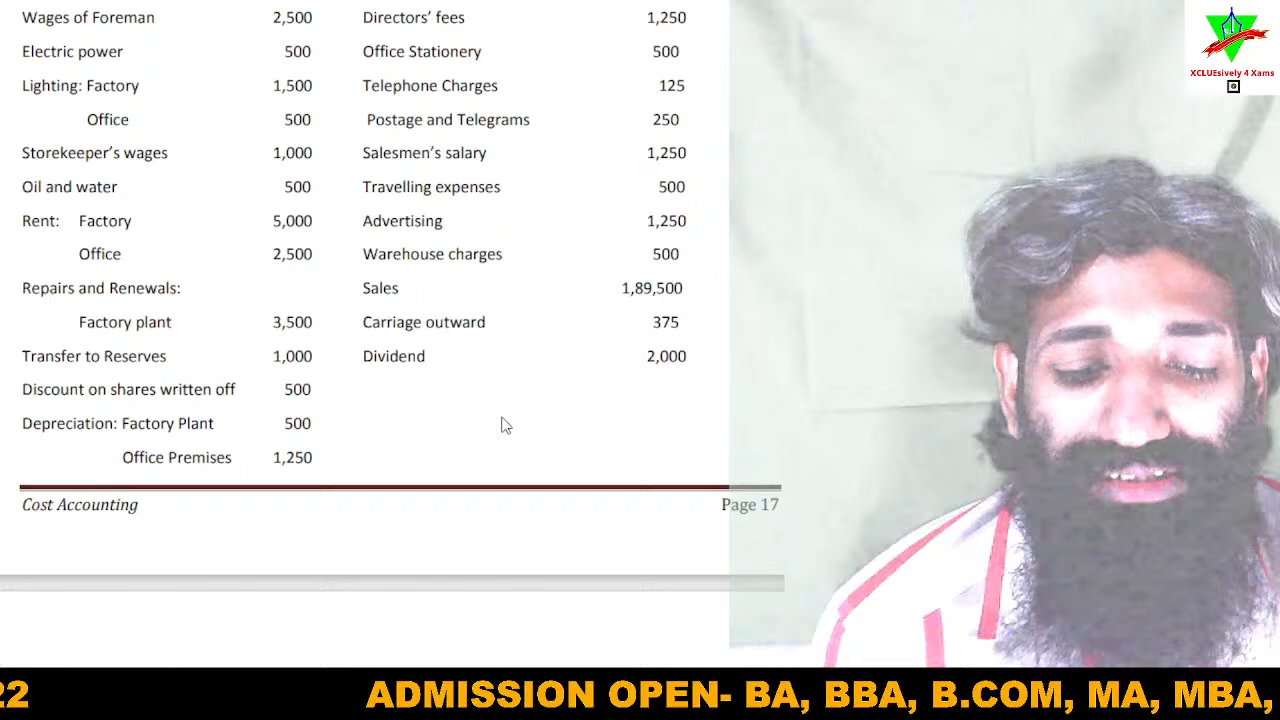 Wages of Foreman 2,500 Directors’ fees 1,250
Electric power 500 Office Stationery 500
Lighting: Factory 1,500 Telephone Charges 125
Office 500 Postage and Telegrams 250
Storekeeper’s wages 1,000 Salesmen’s salary 1,250
Oil and water 500 Travelling expenses 500
Rent: Factory 5,000 Advertising 1,250
Office 2,500 Warehouse charges 500
Repairs and Renewals: Sales 1,89,500
Factory plant 3,500 Carriage outward 375
Transfer to Reserves 1,000 Dividend 2,000
Discount on shares written off 500
Depreciation: Factory Plant 500
Office Premises 1,250
Cost Accounting Page 17
XCLUEsively 4 Xams
22 ADMISSION OPEN- BA, BBA, B.COM, MA, MBA,